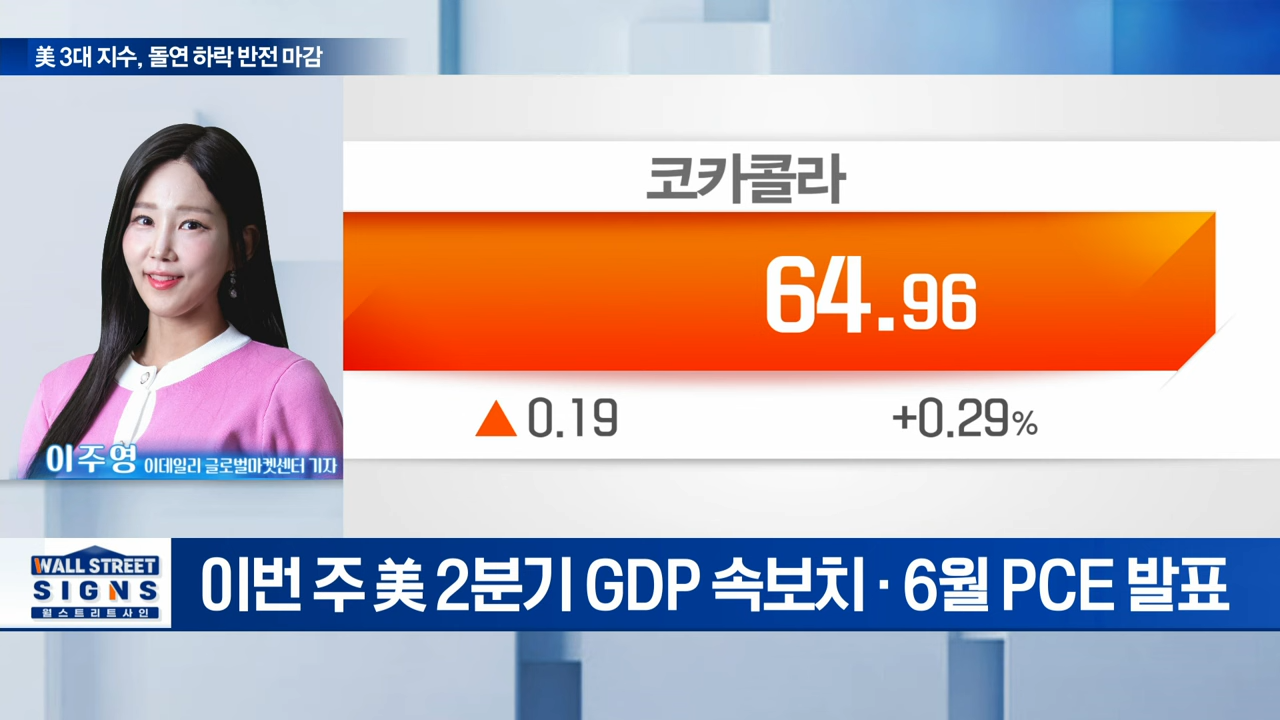 美 3대 지수, 돌연 하락 반전 마감
코카콜라
64.96
▲ 0.19
+0.29%
이주영 이데일리 글로벌마켓센터 기자
WALL STREET
SIGNS
월스트리트사인
이번 주 美 2분기 GDP 속보치·6월 PCE 발표